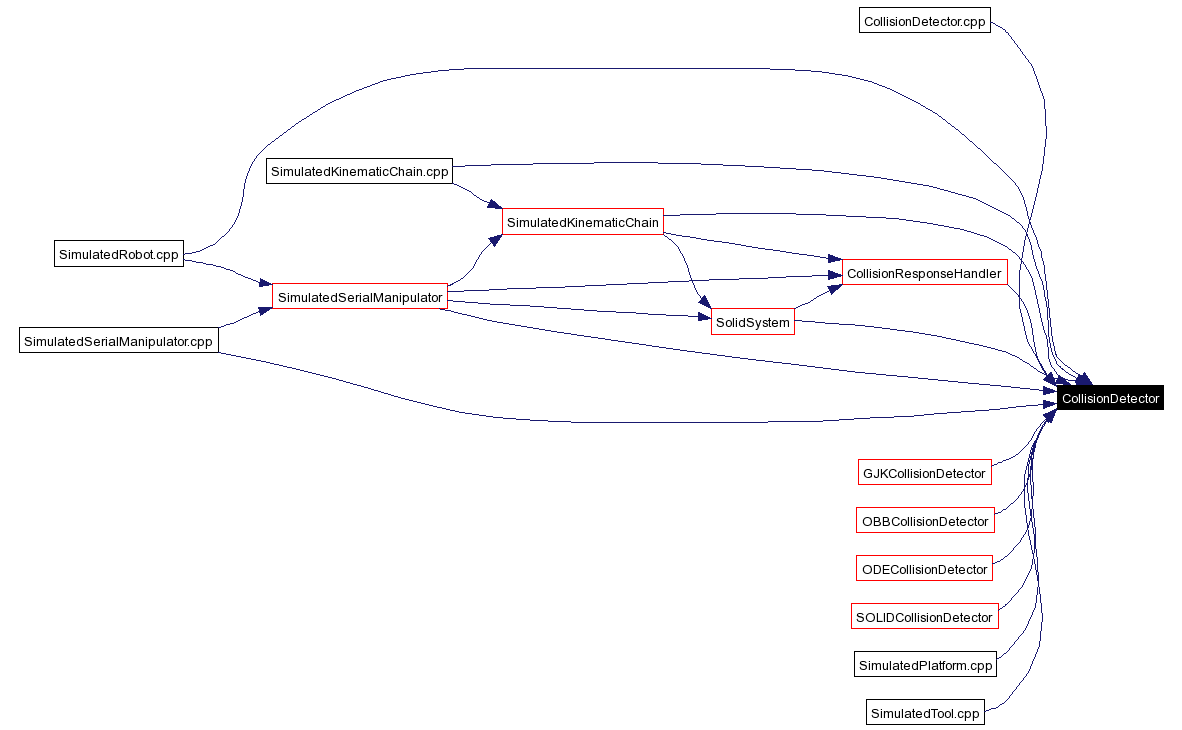 CollisionDetector.cpp
SimulatedKinematicChain.cpp
SimulatedKinematicChain
SimulatedRobot.cpp
CollisionResponseHandler
SimulatedSerialManipulator
SolidSystem
SimulatedSerialManipulator.cpp
CollisionDetector
GJKCollisionDetector
OBBCollisionDetector
ODECollisionDetector
SOLIDCollisionDetector
SimulatedPlatform.cpp
SimulatedTool.cpp